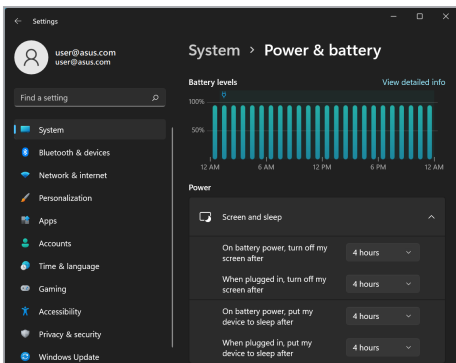 Settings
user@asus.com
user@asus.com
Find a setting
System
Bluetooth & devices
Network & internet
Personalization
Apps
Accounts
Time & language
Gaming
Accessibility
Privacy & security
Windows Update
System > Power & battery
Battery levels
View detailed info
100%
50%
12 AM 6 AM 12 PM 6 PM 12 AM
Power
Screen and sleep
On battery power, turn off my
screen after
4 hours
When plugged in, turn off my
screen after
4 hours
On battery power, put my
device to sleep after
4 hours
When plugged in, put my
device to sleep after
4 hours